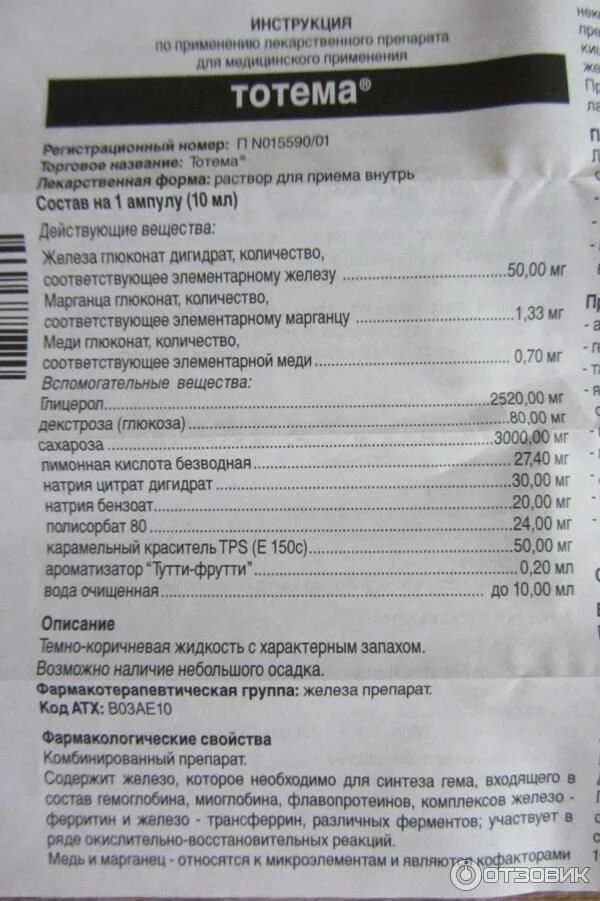 ИНСТРУКЦИЯ
по применению лекарственного препарата
для медицинского применения
ТОТЕМА®
Регистрационный номер: П N015590/01
Торговое название: Тотема®
Лекарственная форма: раствор для приема внутрь
Состав на 1 ампулу (10 мл)
Действующие вещества:
Железа глюконат дигидрат, количество,
соответствующее элементарному железу ..........50,00 мг
Марганца глюконат, количество,
соответствующее элементарному марганцу ..........1,33 мг
Меди глюконат, количество,
соответствующее элементарной меди..........0,70 мг
Вспомогательные вещества:
Глицерол..........2520,00 мг
декстроза (глюкоза)..........80,00 мг
сахароза..........3000,00 мг
лимонная кислота безводная..........27,40 мг
натрия цитрат дигидрат..........30,00 мг
натрия бензоат..........20,00 мг
полисорбат 80..........24,00 мг
карамельный краситель TPS (E 150c)..........50,00 мг
ароматизатор "Тутти-фрутти"..........0,20 мл
вода очищенная..........до 10,00 мл
Описание
Темно-коричневая жидкость с характерным запахом.
Возможно наличие небольшого осадка.
Фармакотерапевтическая группа: железа препарат.
Код АТХ: B03AE10
Фармакологические свойства
Комбинированный препарат.
Содержит железо, которое необходимо для синтеза гема, входящего в
состав гемоглобина, миоглобина, флавопротеинов, комплексов железо -
ферритин и железо - трансферрин, различных ферментов; участвует в
ряде окислительно-восстановительных реакций.
Медь и марганец - относятся к микроэлементам и являются кофакторами
ОТЗОВИК